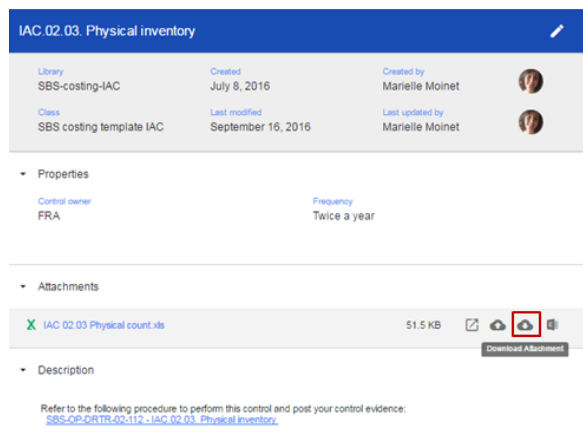 IAC.02.03. Physical inventory
Library Created Created by
SBS-costing-IAC July 8, 2016 Marielle Moinet
Class Last modified Last updated by
SBS costing template IAC September 16, 2016 Marielle Moinet
Properties
Control owner Frequency
FRA Twice a year
Attachments
IAC 02.03 Physical count.xls 51.5 KB
Download Attachment
Description
Refer to the following procedure to perform this control and post your control evidence:
SBS-OP-DRTR-02-112 - IAC.02.03. Physical inventory